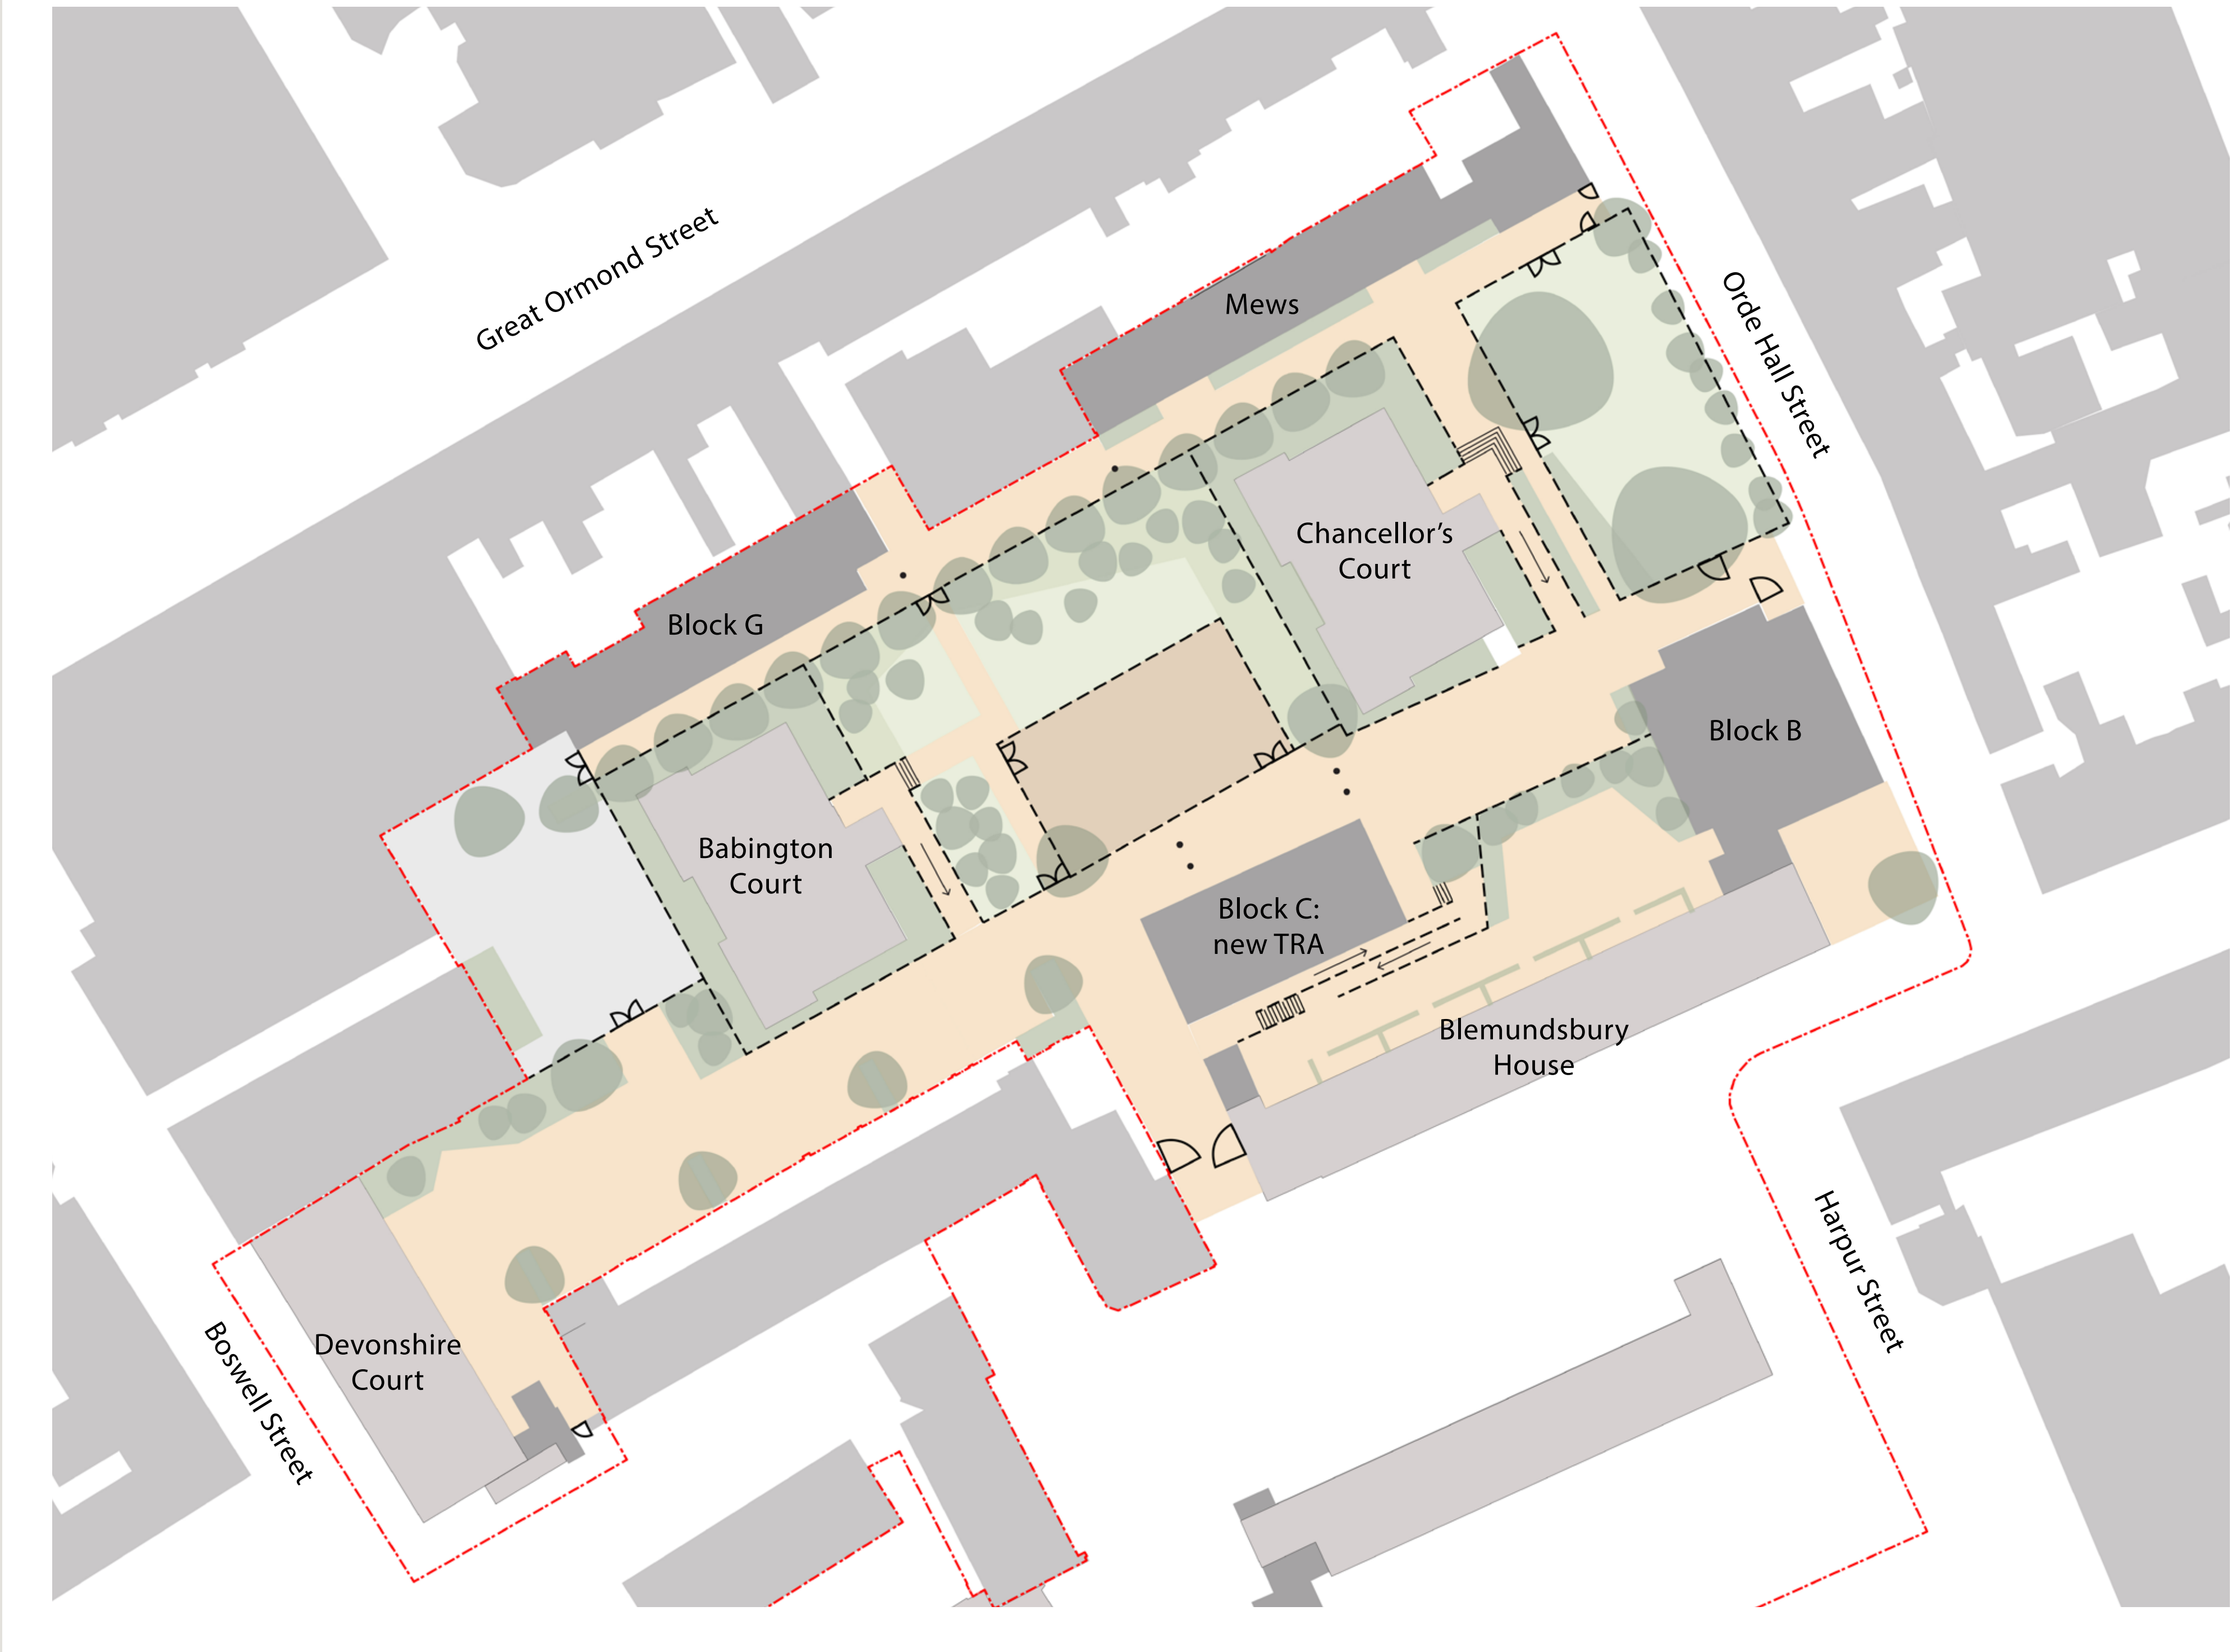 Great Ormond Street
Mews
Orde Hall Street
Chancellor's
Court
Block G
Block B
Babington
Court
Block C:
new TRA
Blemundsbury
House
Harpur Street
Devonshire
Court
Boswell Street